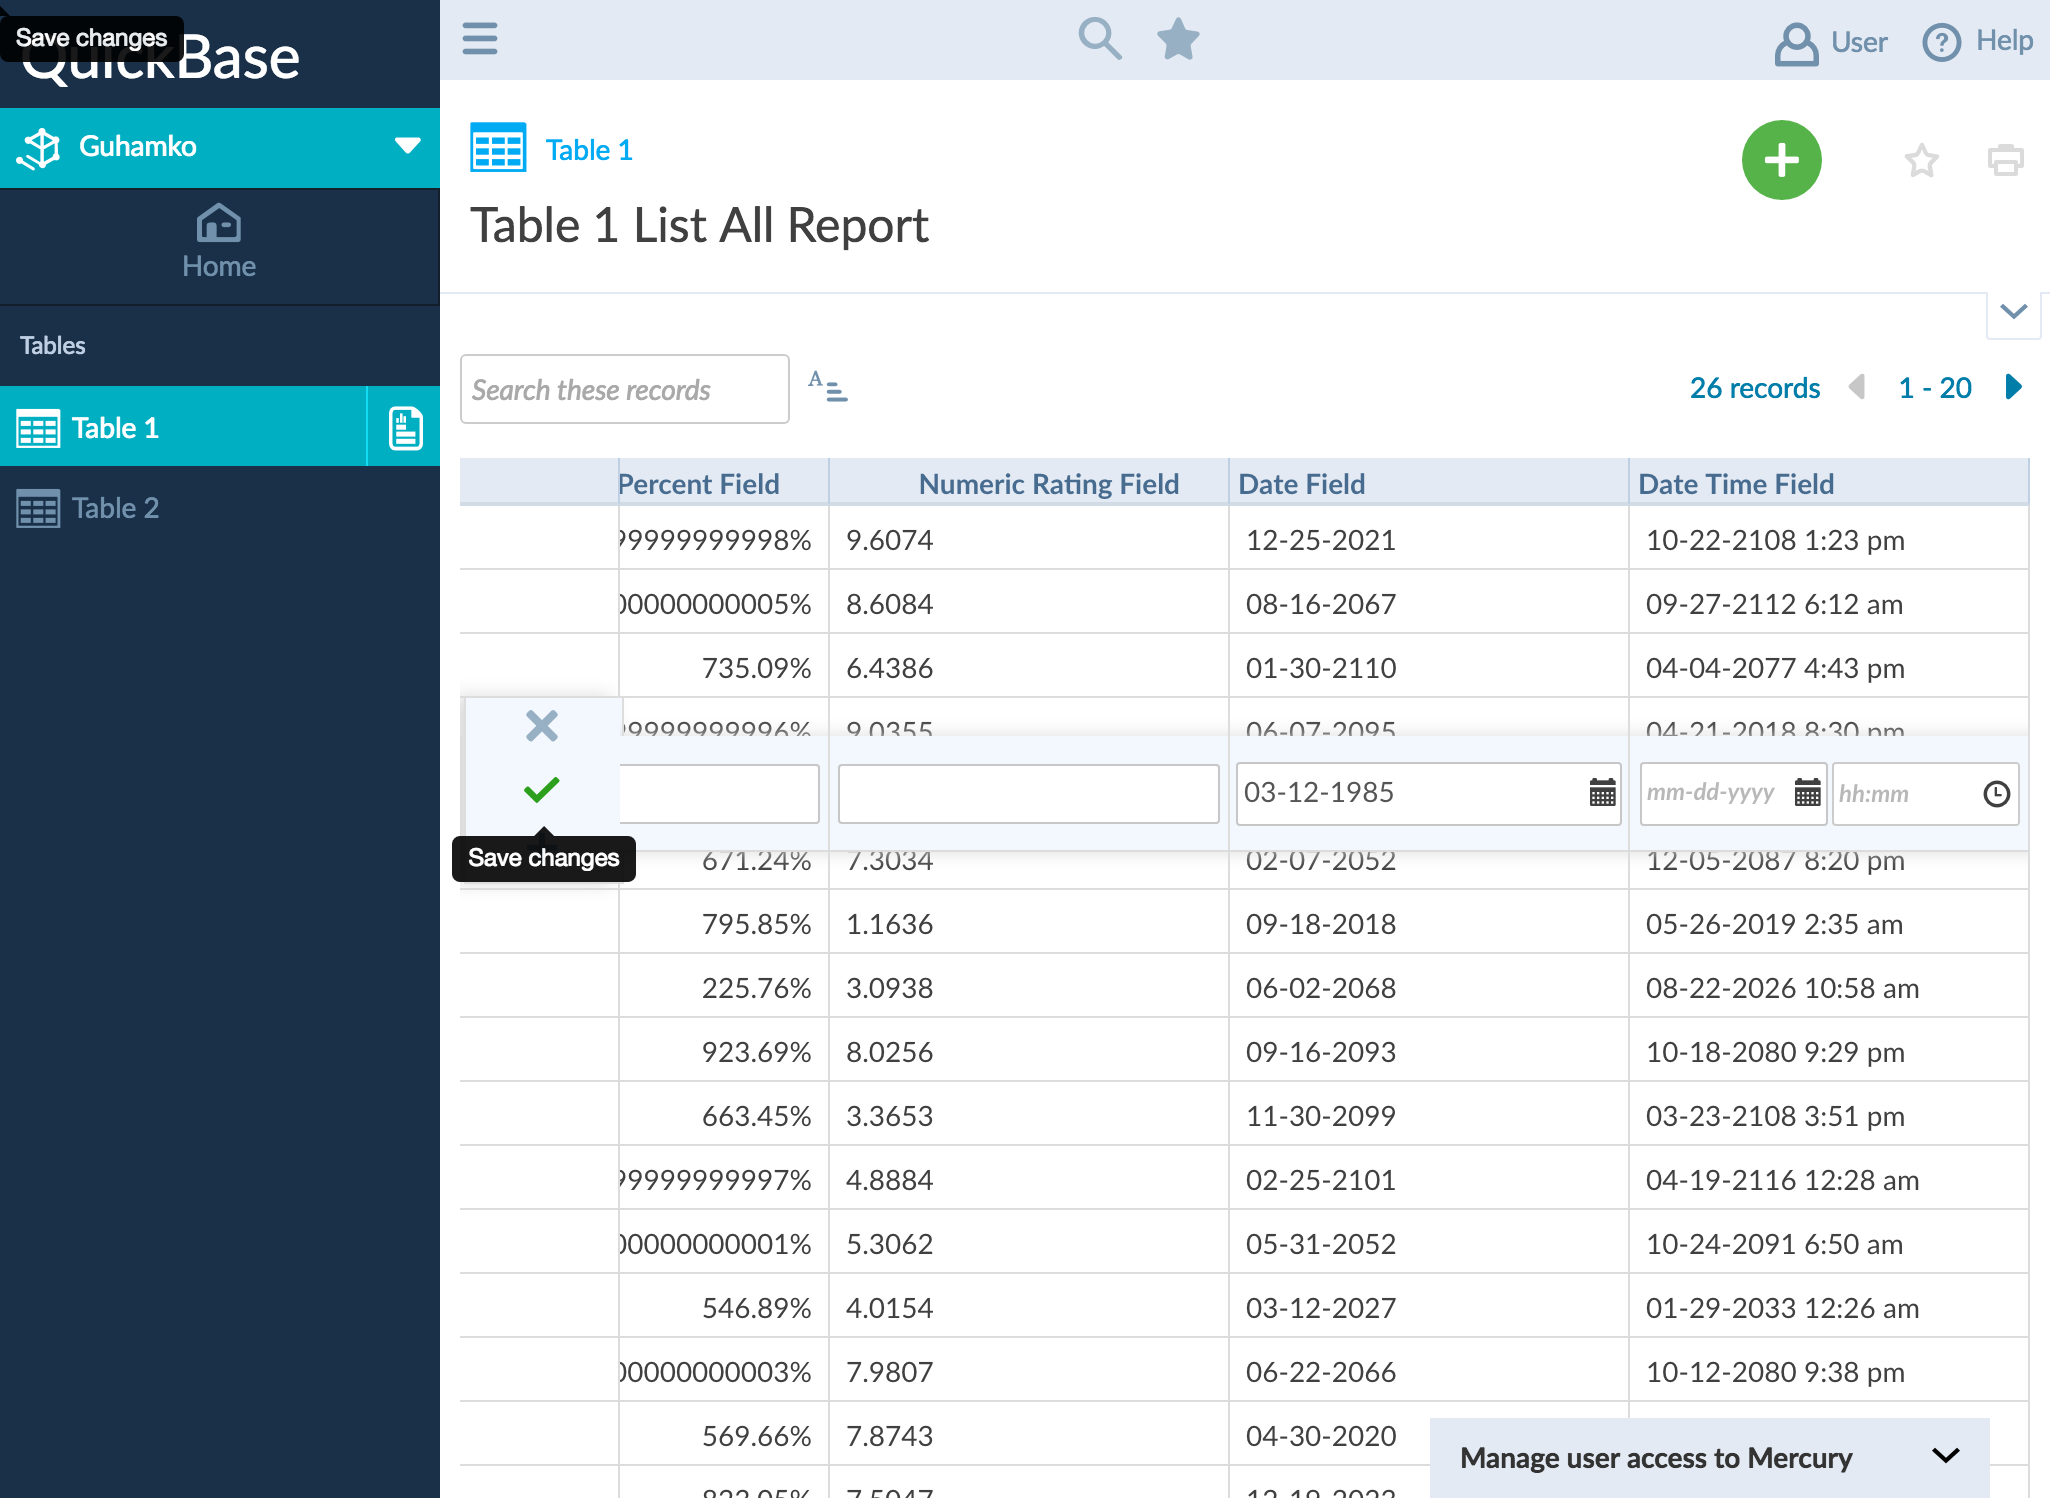 Save changes
QuickBase
User
Help
Guhamko
Home
Tables
Table 1
Table 2
Table 1
Table 1 List All Report
Search these records
26 records 1 - 20
Percent Field Numeric Rating Field Date Field Date Time Field
99999999998% 9.6074 12-25-2021 10-22-2108 1:23 pm
00000000005% 8.6084 08-16-2067 09-27-2112 6:12 am
735.09% 6.4386 01-30-2110 04-04-2077 4:43 pm
99999999996% 9.0355 06-07-2095 04-21-2018 8:30 pm
03-12-1985 mm-dd-yyyy hh:mm
Save changes
671.24% 7.3034 02-07-2052 12-05-2087 8:20 pm
795.85% 1.1636 09-18-2018 05-26-2019 2:35 am
225.76% 3.0938 06-02-2068 08-22-2026 10:58 am
923.69% 8.0256 09-16-2093 10-18-2080 9:29 pm
663.45% 3.3653 11-30-2099 03-23-2108 3:51 pm
99999999997% 4.8884 02-25-2101 04-19-2116 12:28 am
00000000001% 5.3062 05-31-2052 10-24-2091 6:50 am
546.89% 4.0154 03-12-2027 01-29-2033 12:26 am
00000000003% 7.9807 06-22-2066 10-12-2080 9:38 pm
569.66% 7.8743 04-30-2020
Manage user access to Mercury